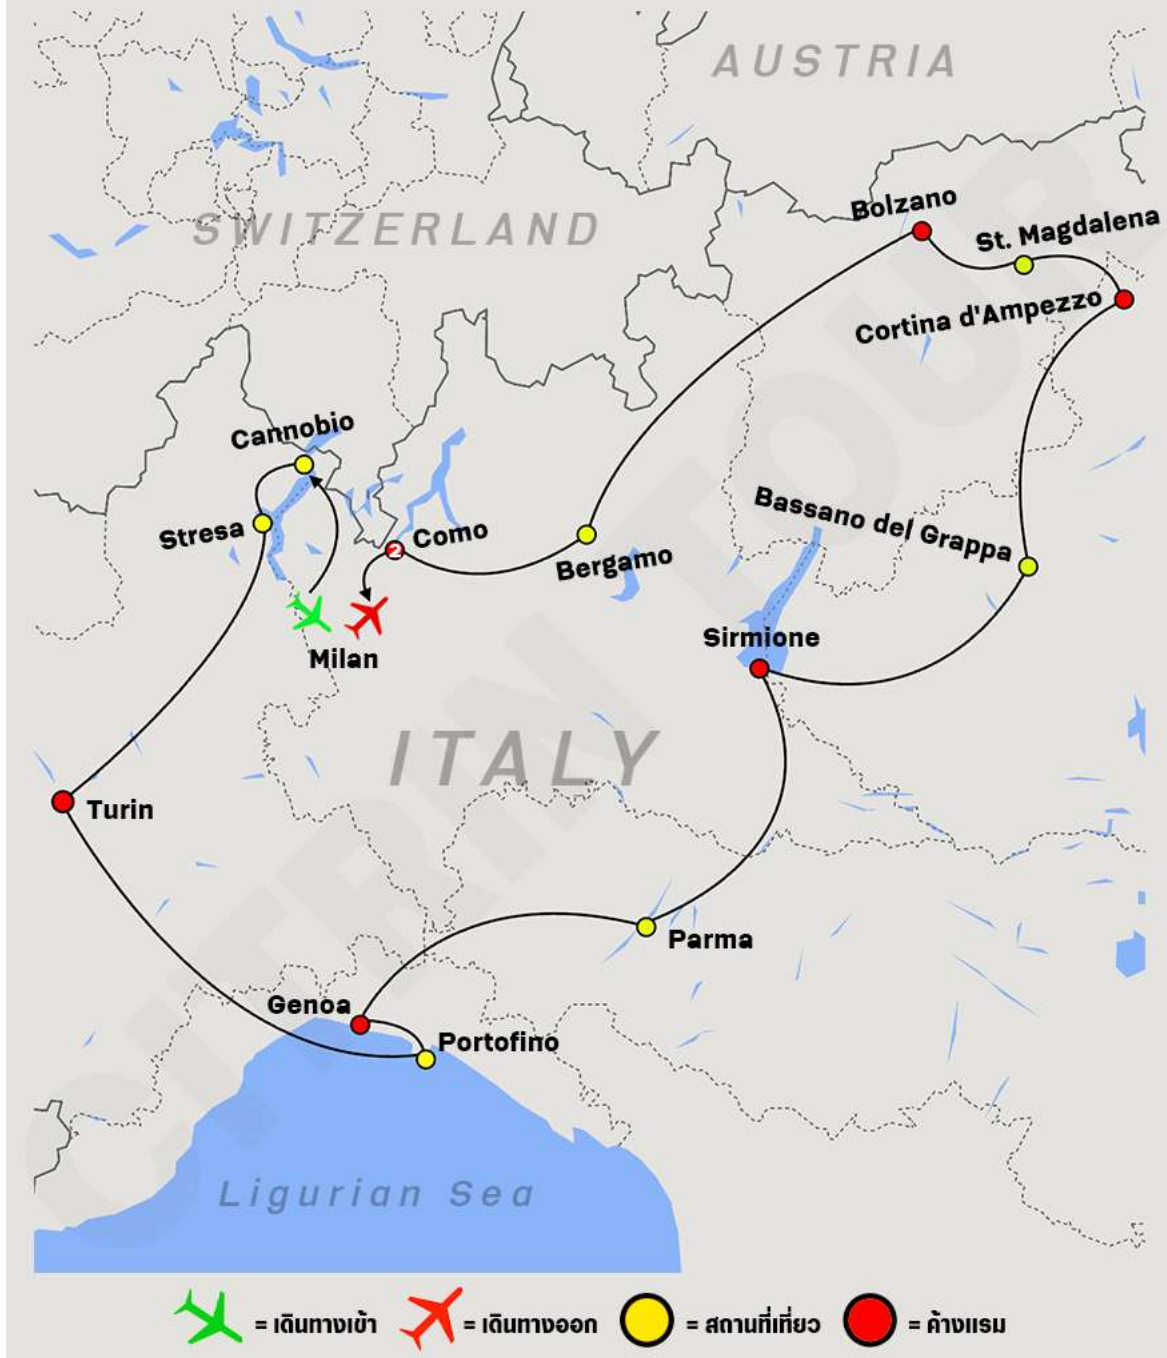 AUSTRIA
SWITZERLAND
Bolzano
St. Magdalena
Cortina d'Ampezzo
Cannobio
Stresa
2
Como
Bergamo
Bassano del Grappa
Milan
Sirmione
ITALY
Turin
Parma
Genoa
Portofino
Ligurian Sea
= เดินทางเข้า = เดินทางออก = สถานที่เที่ยว = ค้างแรม